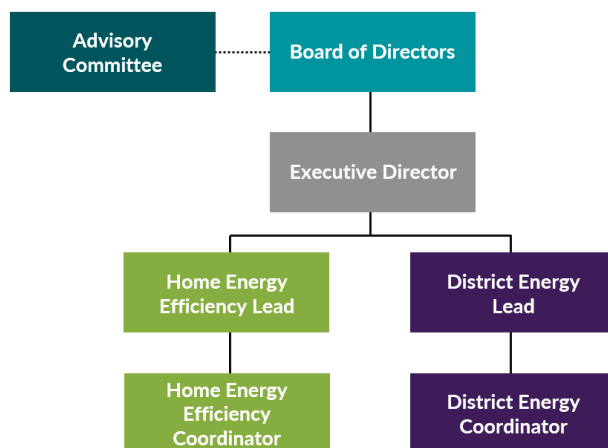 Advisory
Committee
Board of Directors
Executive Director
Home Energy
Efficiency Lead
District Energy
Lead
Home Energy
Efficiency
Coordinator
District Energy
Coordinator